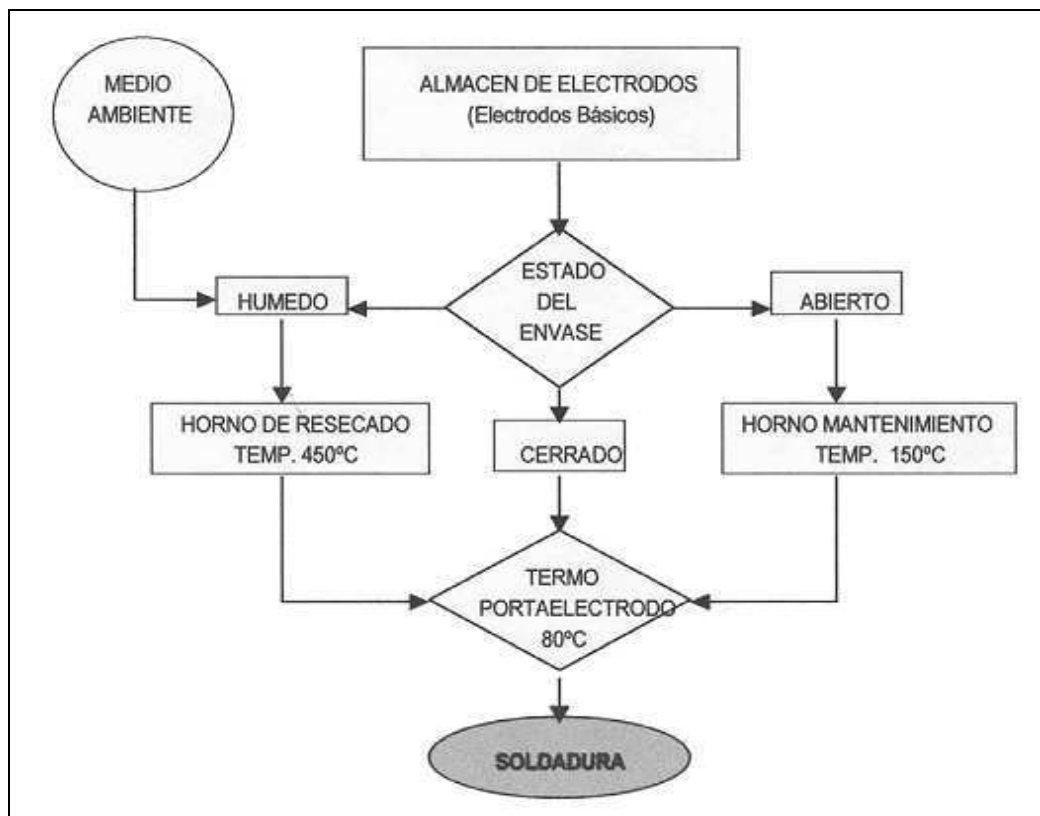 MEDIO
AMBIENTE
ALMACEN DE ELECTRODOS
(Electrodos Básicos)
ESTADO
DEL
ENVASE
HUMEDO
ABIERTO
HORNO DE RESECADO
TEMP. 450ºC
CERRADO
HORNO MANTENIMIENTO
TEMP. 150ºC
TERMO
PORTAELECTRODO
80ºC
SOLDADURA